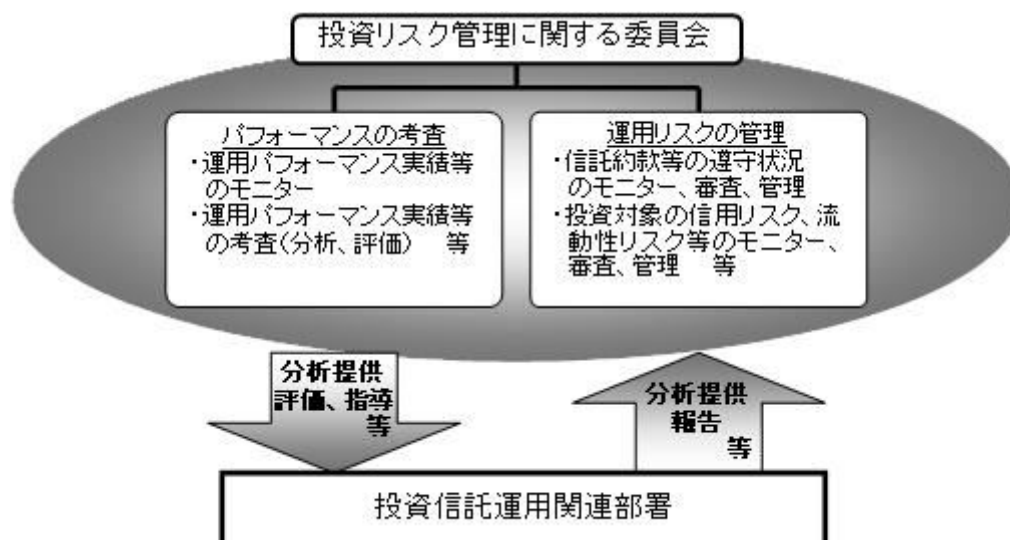 投資リスク管理に関する委員会
パフォーマンスの考査
・運用パフォーマンス実績等
のモニター
・運用パフォーマンス実績等
の考査(分析、評価) 等
運用リスクの管理
・信託約款等の遵守状況
のモニター、審査、管理
・投資対象の信用リスク、流
動性リスク等のモニター、
審査、管理 等
分析提供
評価、指導
等
分析提供
報告
等
投資信託運用関連部署